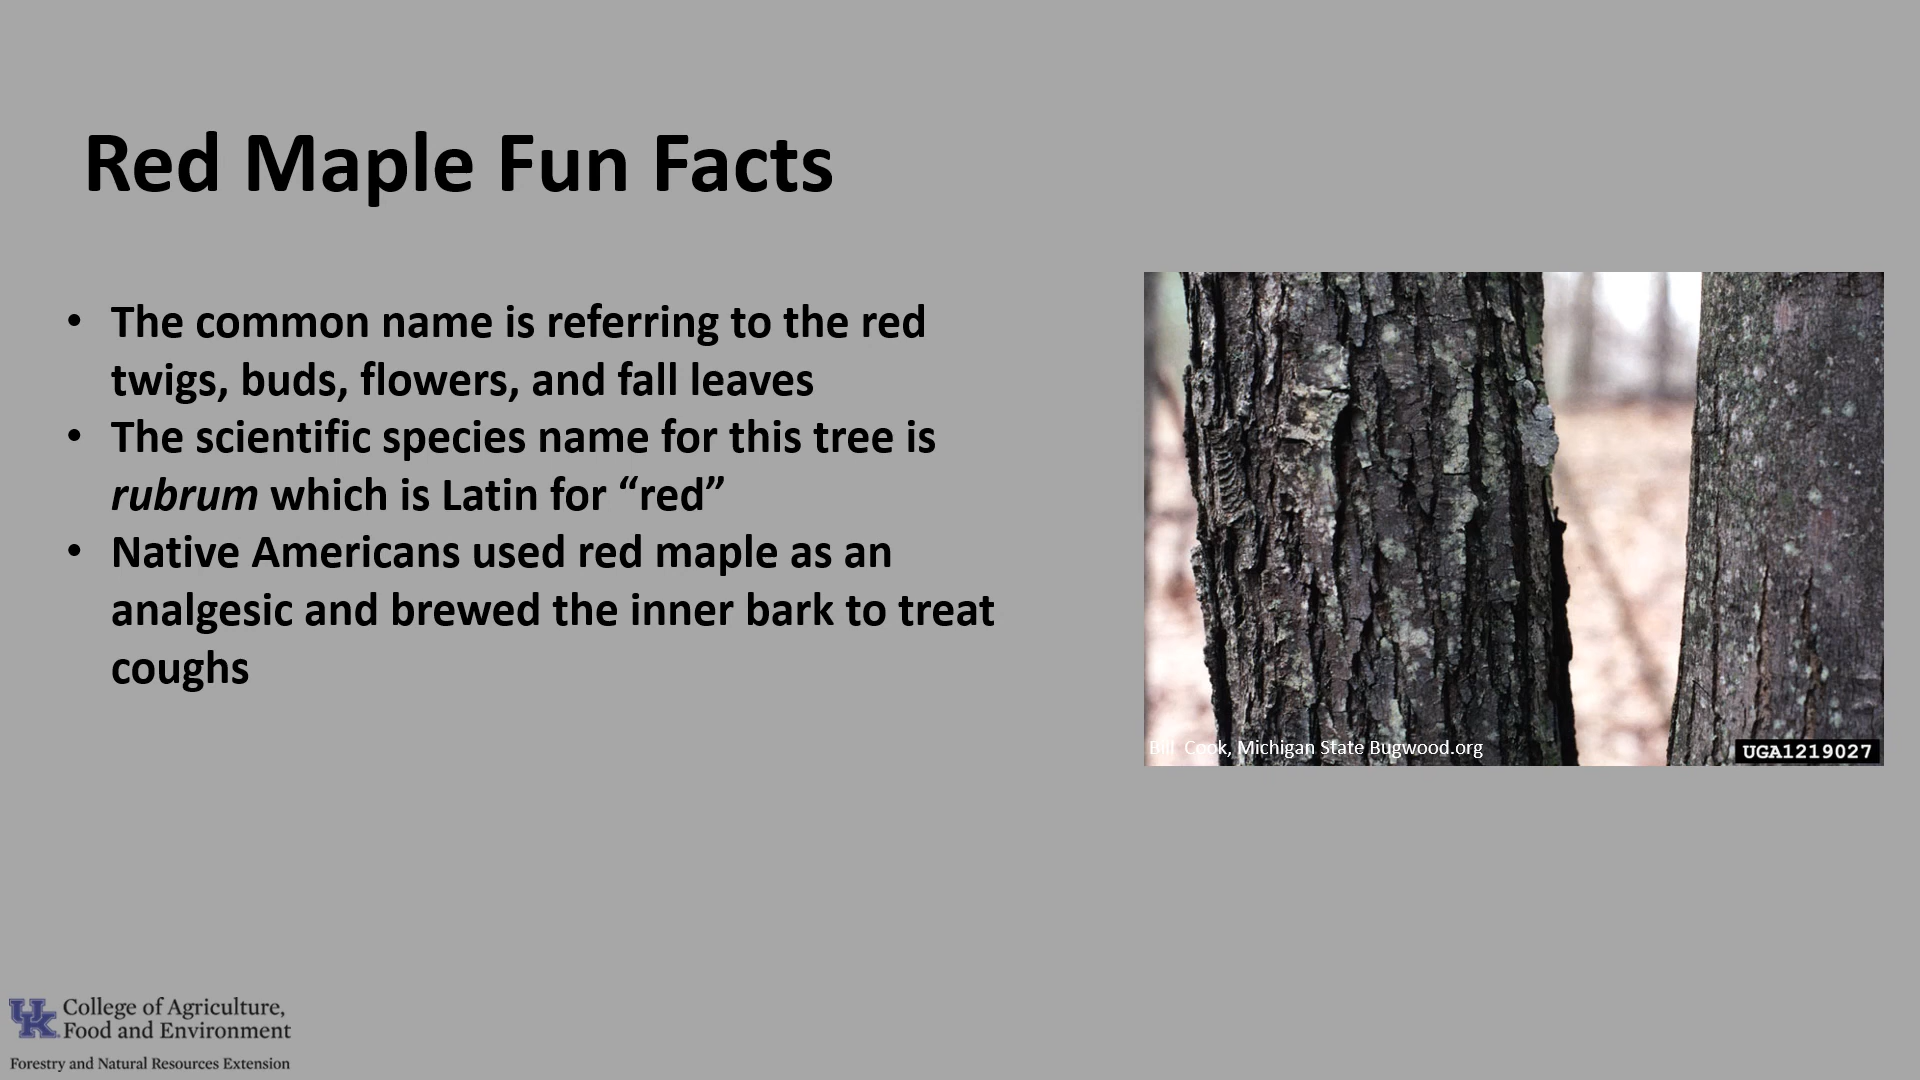 Red Maple Fun Facts
• The common name is referring to the red
twigs, buds, flowers, and fall leaves
• The scientific species name for this tree is
rubrum which is Latin for “red”
• Native Americans used red maple as an
analgesic and brewed the inner bark to treat
coughs
Bill Cook, Michigan State Bugwood.org
UGA1219027
UK College of Agriculture,
Food and Environment
Forestry and Natural Resources Extension